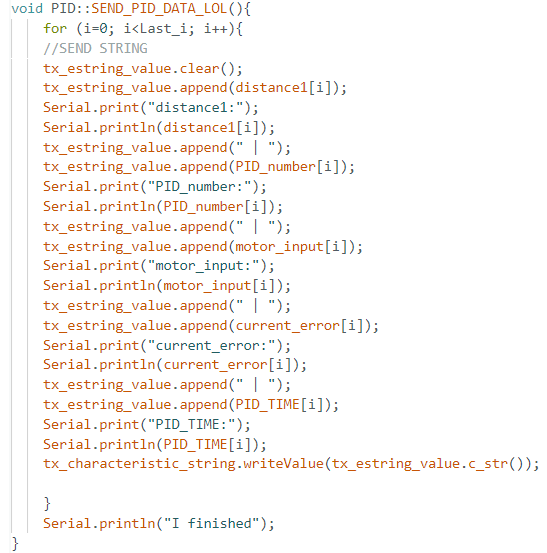 void PID::SEND_PID_DATA_LOL(){
for (i=0; i<Last_i; i++){
//SEND STRING
tx_estring_value.clear();
tx_estring_value.append(distance1[i]);
Serial.print("distance1:");
Serial.println(distance1[i]);
tx_estring_value.append(" | ");
tx_estring_value.append(PID_number[i]);
Serial.print("PID_number:");
Serial.println(PID_number[i]);
tx_estring_value.append(" | ");
tx_estring_value.append(motor_input[i]);
Serial.print("motor_input:");
Serial.println(motor_input[i]);
tx_estring_value.append(" | ");
tx_estring_value.append(current_error[i]);
Serial.print("current_error:");
Serial.println(current_error[i]);
tx_estring_value.append(" | ");
tx_estring_value.append(PID_TIME[i]);
Serial.print("PID_TIME:");
Serial.println(PID_TIME[i]);
tx_characteristic_string.writeValue(tx_estring_value.c_str());
}
Serial.println("I finished");
}